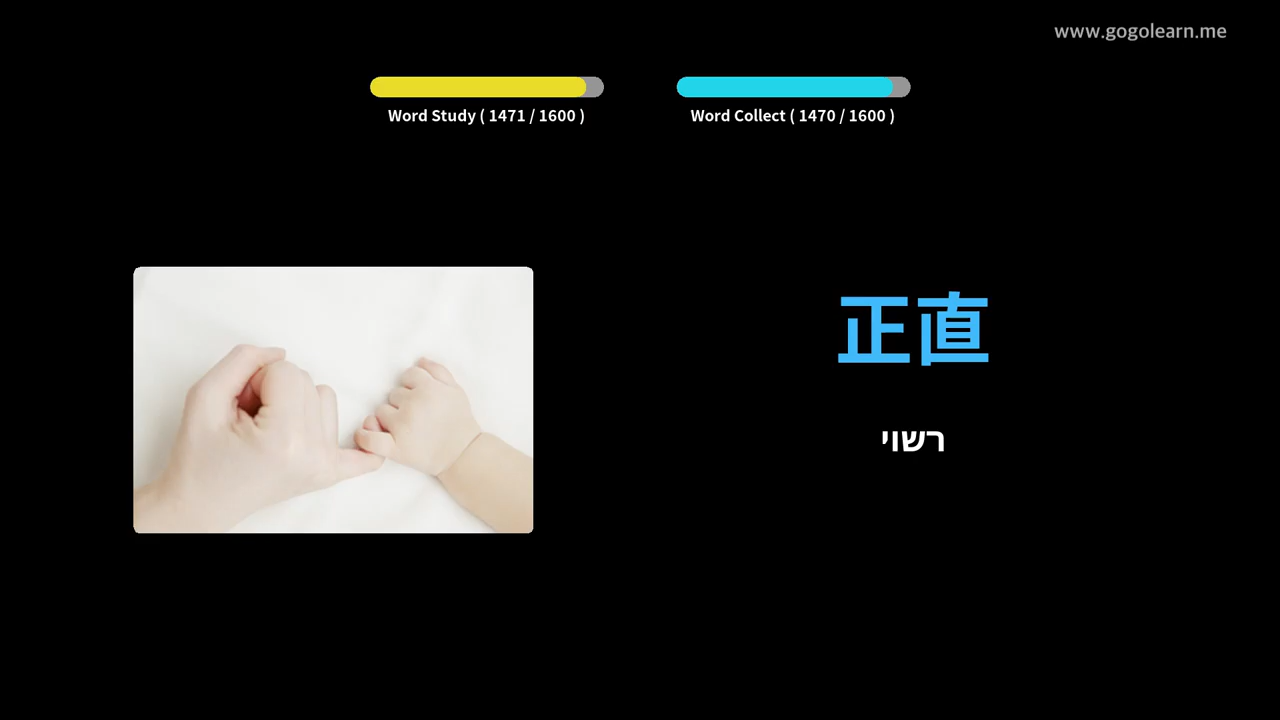 www.gogolearn.me
Word Study ( 1471 / 1600 )
Word Collect ( 1470 / 1600 )
正直
רשוי